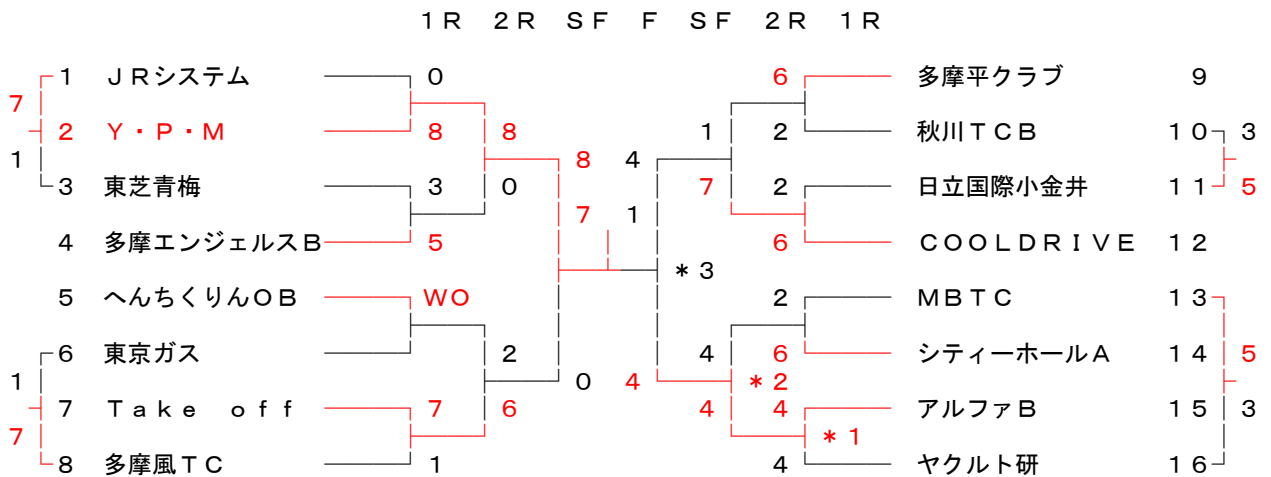 １Ｒ ２Ｒ ＳＦ Ｆ ＳＦ ２Ｒ １Ｒ
1 ＪＲシステム 0 6 多摩平クラブ 9
7
2 Ｙ・Ｐ・Ｍ 8 8 1 2 秋川ＴＣＢ 10 3
1 8 4
3 東芝青梅 3 0 7 2 日立国際小金井 11 5
7 1
4 多摩エンジェルスＢ 5 6 ＣＯＯＬＤＲＩＶＥ 12
＊3
5 へんちくりんＯＢ ＷＯ 2 ＭＢＴＣ 13
6 東京ガス 2 4 6 シティーホールＡ 14 5
1 0 4 ＊2
7 Ｔａｋｅ ｏｆｆ 7 6 4 4 アルファＢ 15 3
7 ＊1
8 多摩風ＴＣ 1 4 ヤクルト研 16